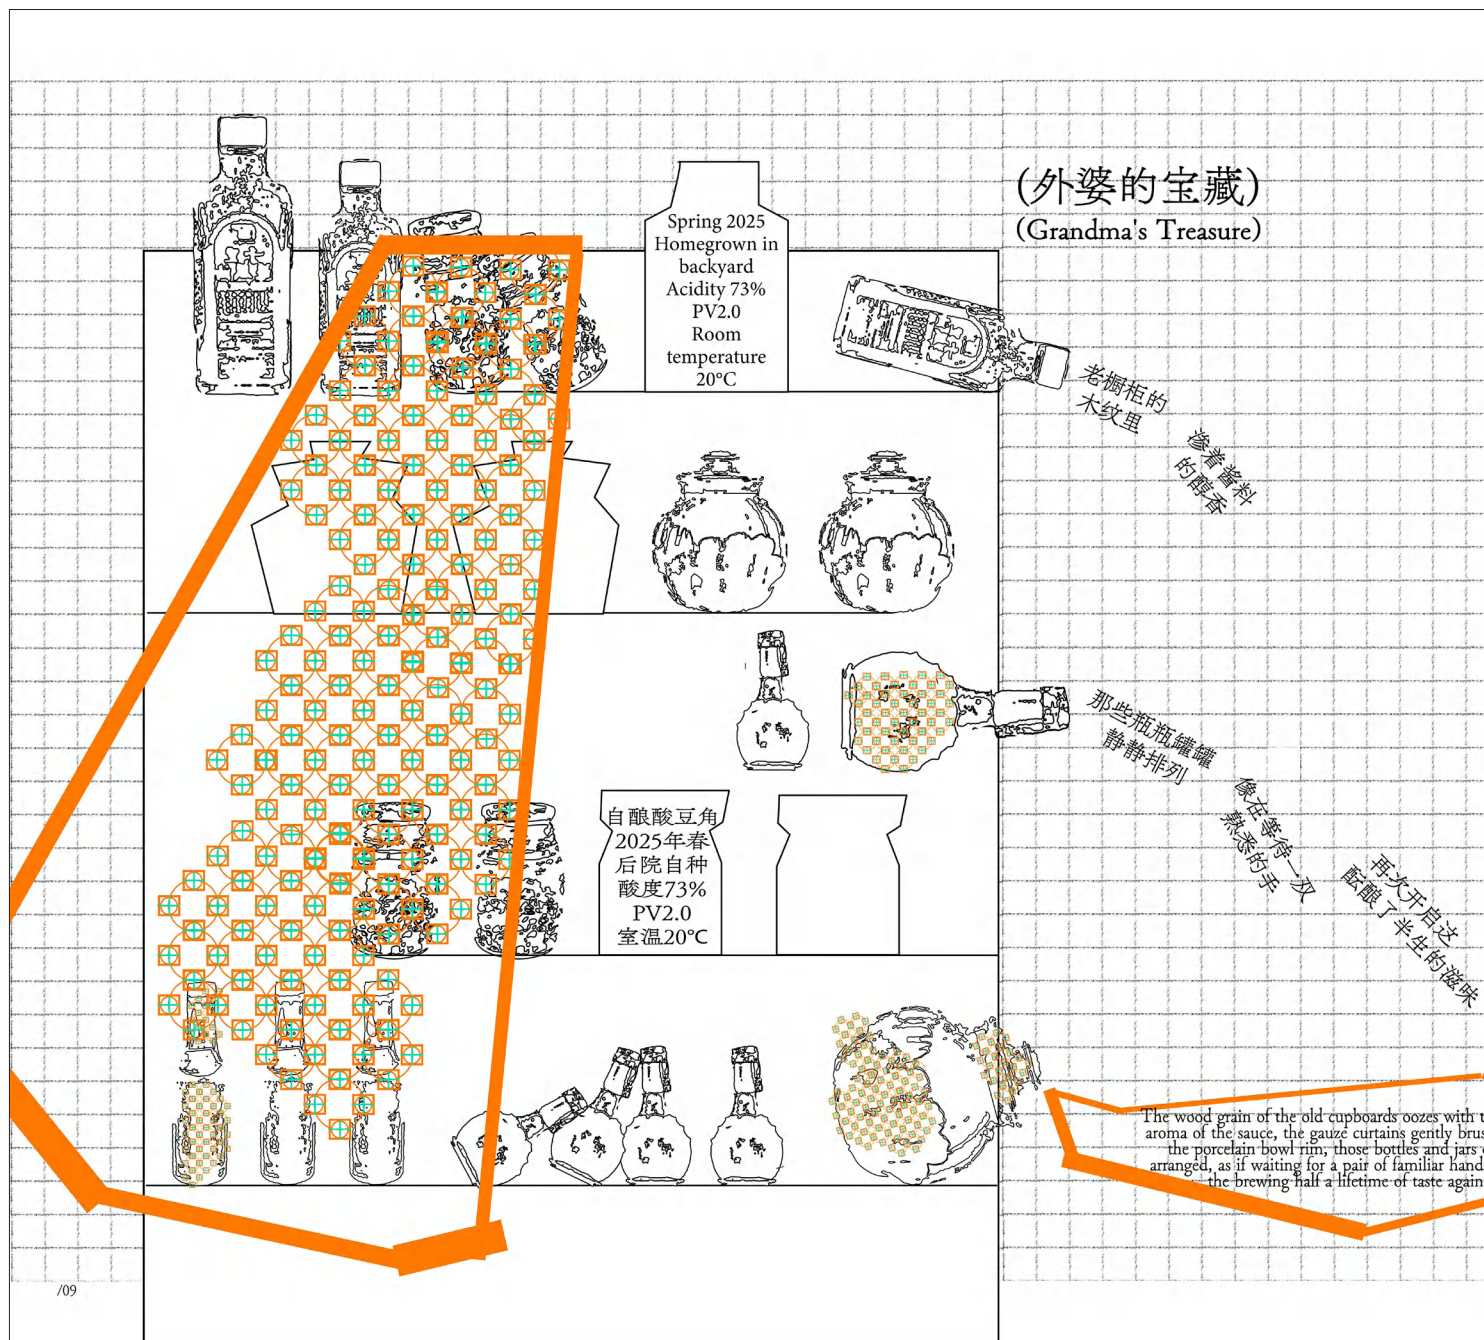 (外婆的宝藏)
(Grandma's Treasure)
Spring 2025
Homegrown in
backyard
Acidity 73%
PV2.0
Room
temperature
20°C
老橱柜的
木纹里
渗着酱料
的醇香
那些瓶瓶罐罐
静静排列
像在等待一双
熟悉的手
再次开启这
酝酿了半生的滋味
自酿酸豆角
2025年春
后院自种
酸度73%
PV2.0
室温20°C
The wood grain of the old cupboards oozes with
aroma of the sauce, the gauze curtains gently
the porcelain bowl rim, those bottles and jars
arranged, as if waiting for a pair of familiar
the brewing half a lifetime of taste again
/09